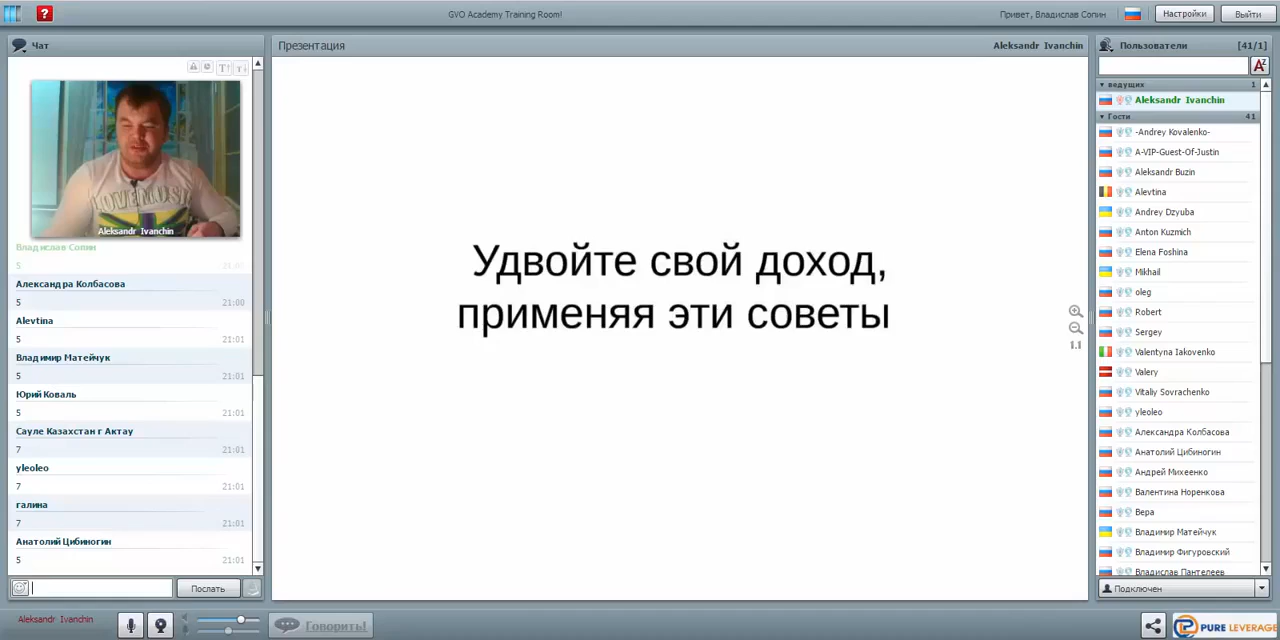 GVO Academy Training Room!
Привет, Владислав Сопин
Настройки
Выйти
Чат
Aleksandr Ivanchin
Владислав Сопин
5
Александра Колбасова
5 21:00
Alevtina
5 21:01
Владимир Матейчук
5 21:01
Юрий Коваль
5 21:01
Сауле Казахстан г Актау
7 21:01
yleoleo
7 21:01
галина
7 21:01
Анатолий Цибиногин
5 21:01
Послать
Презентация
Aleksandr Ivanchin
Удвойте свой доход,
применяя эти советы
1.1
Пользователи [41/1]
ведущих 1
Aleksandr Ivanchin
Гости 41
-Andrey Kovalenko-
A-VIP-Guest-Of-Justin
Aleksandr Buzin
Alevtina
Andrey Dzyuba
Anton Kuzmich
Elena Foshina
Mikhail
oleg
Robert
Sergey
Valentyna Iakovenko
Valery
Vitaliy Sovrachenko
yleoleo
Александра Колбасова
Анатолий Цибиногин
Андрей Михеенко
Валентина Норенкова
Вера
Владимир Матейчук
Владимир Фигуровский
Владислав Пантелеев
Подключен
Aleksandr Ivanchin
Говорить!
PURE LEVERAGE